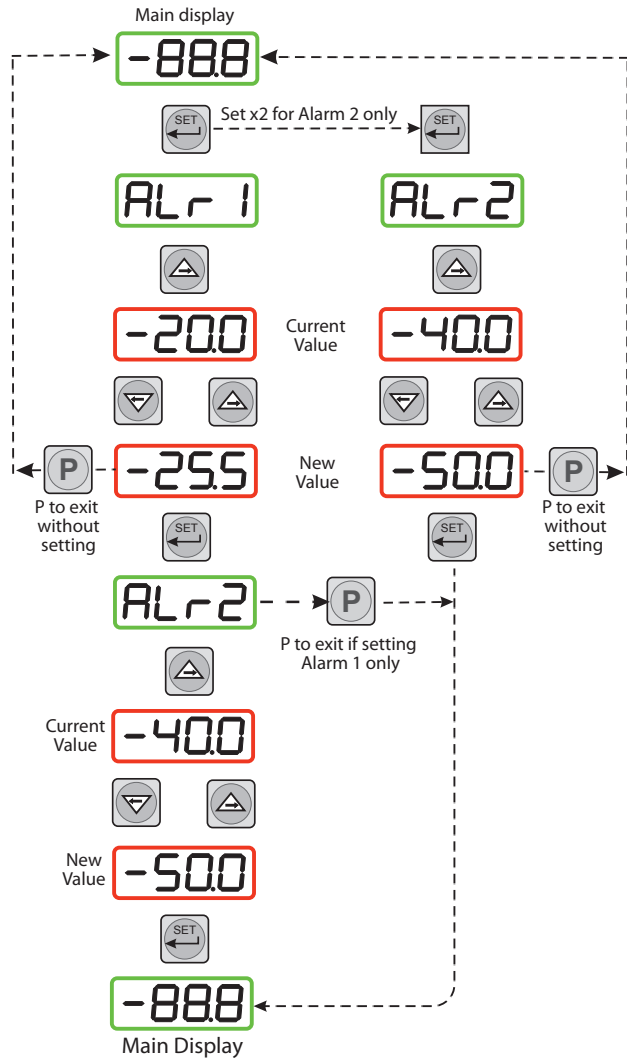 Main display
-88.8
SET
Set x2 for Alarm 2 only
SET
ALr 1
ALr2
-20.0
Current
Value
-40.0
-25.5
New
Value
-50.0
P
P to exit
without
setting
P
P to exit
without
setting
SET
SET
ALr2
P
P to exit if setting
Alarm 1 only
Current
Value
-40.0
New
Value
-50.0
SET
-88.8
Main Display